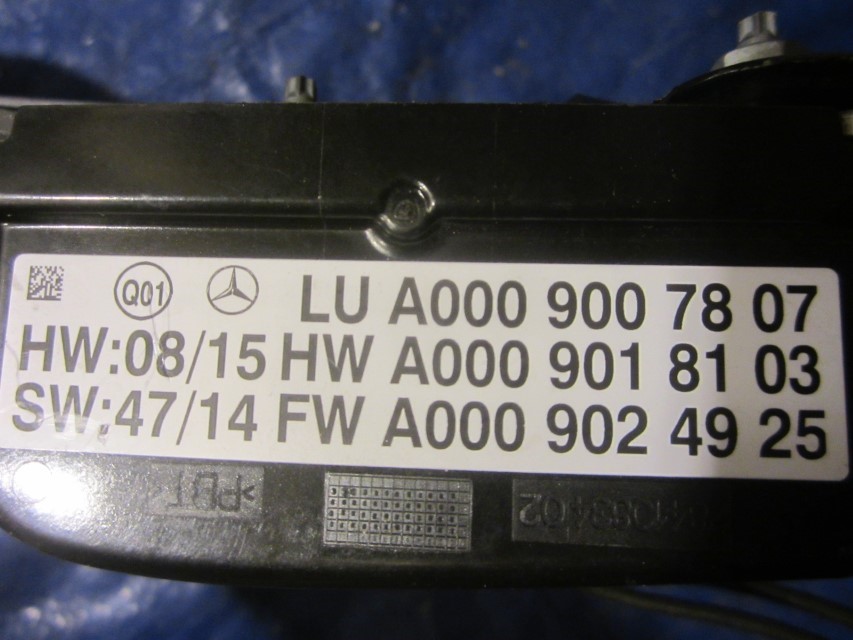 Q01 LU A000 900 78 07
HW:08/15 HW A000 901 81 03
SW:47/14 FW A000 902 49 25